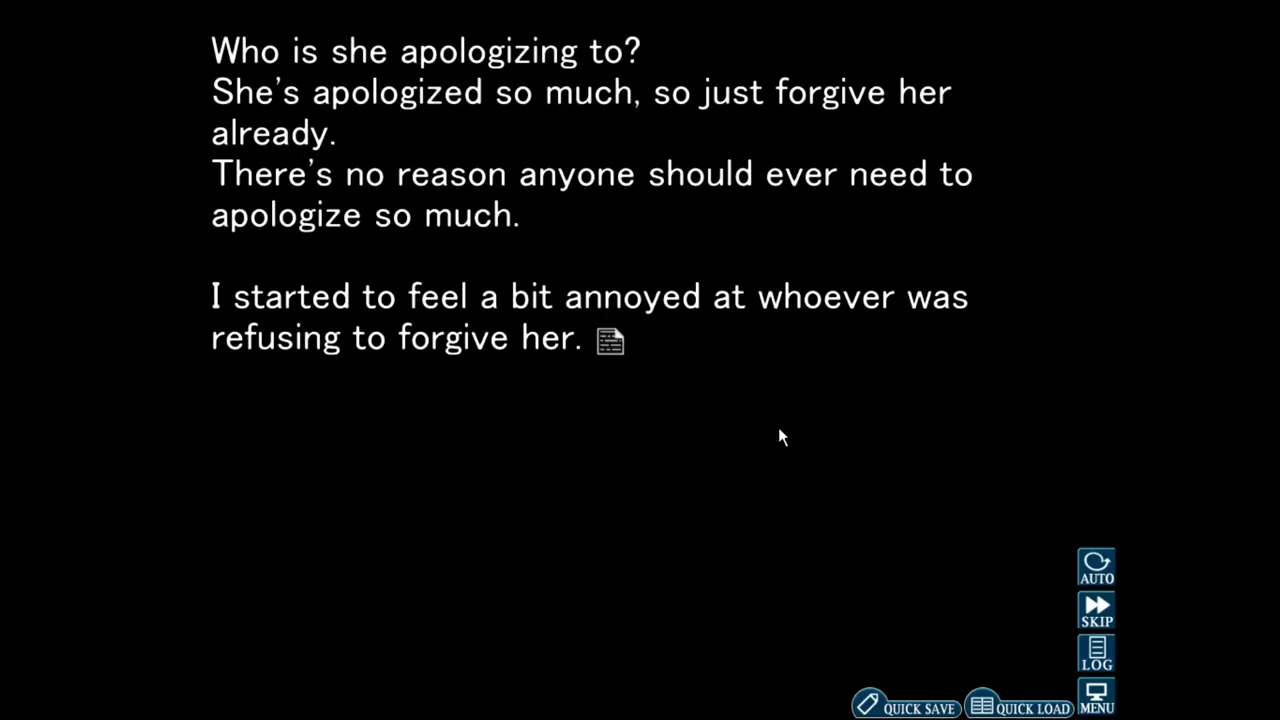 Who is she apologizing to?
She's apologized so much, so just forgive her
already.
There's no reason anyone should ever need to
apologize so much.
I started to feel a bit annoyed at whoever was
refusing to forgive her.
AUTO
SKIP
LOG
MENU
QUICK SAVE
QUICK LOAD